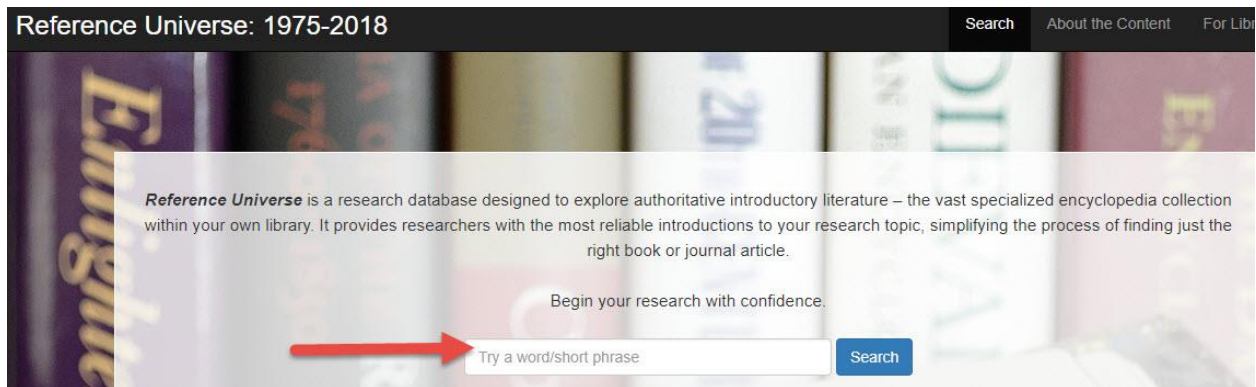 Reference Universe: 1975-2018
Search About the Content For Libr
Reference Universe is a research database designed to explore authoritative introductory literature – the vast specialized encyclopedia collection
within your own library. It provides researchers with the most reliable introductions to your research topic, simplifying the process of finding just the
right book or journal article.
Begin your research with confidence.
Try a word/short phrase
Search